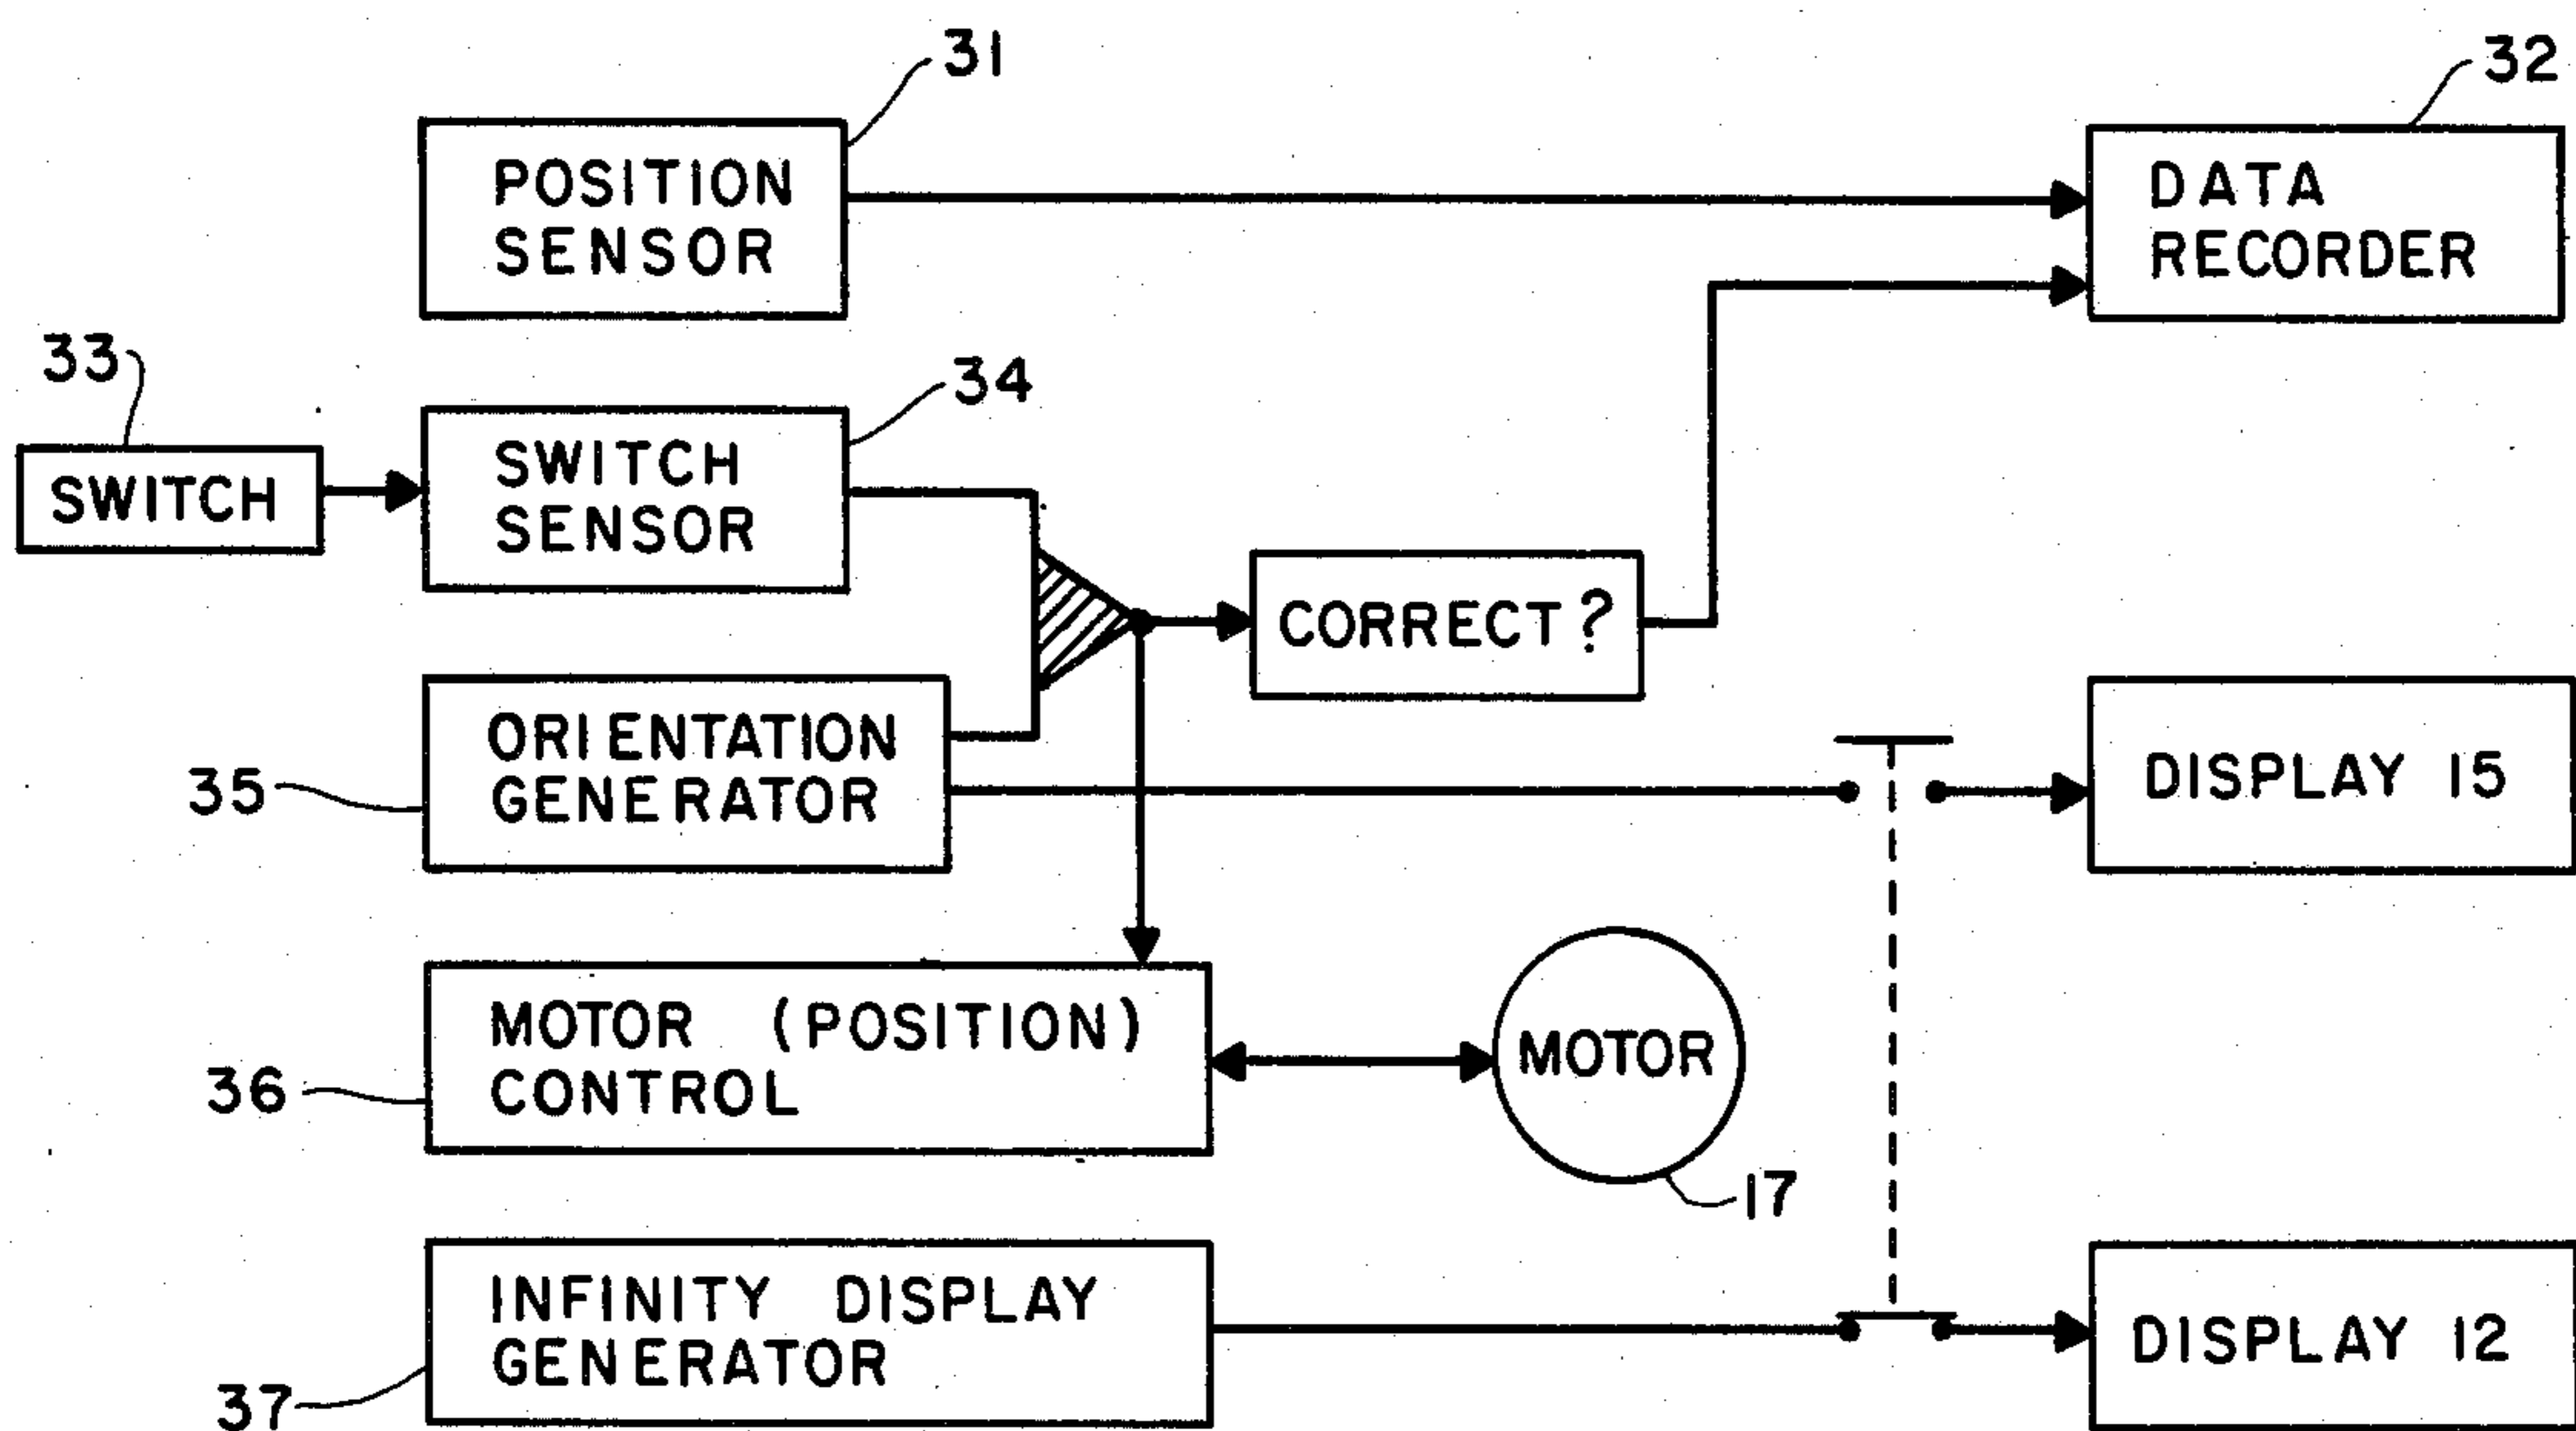 31
32
POSITION
SENSOR
DATA
RECORDER
33
34
SWITCH
SWITCH
SENSOR
CORRECT?
35
ORIENTATION
GENERATOR
DISPLAY 15
36
MOTOR (POSITION)
CONTROL
MOTOR
17
37
INFINITY DISPLAY
GENERATOR
DISPLAY 12